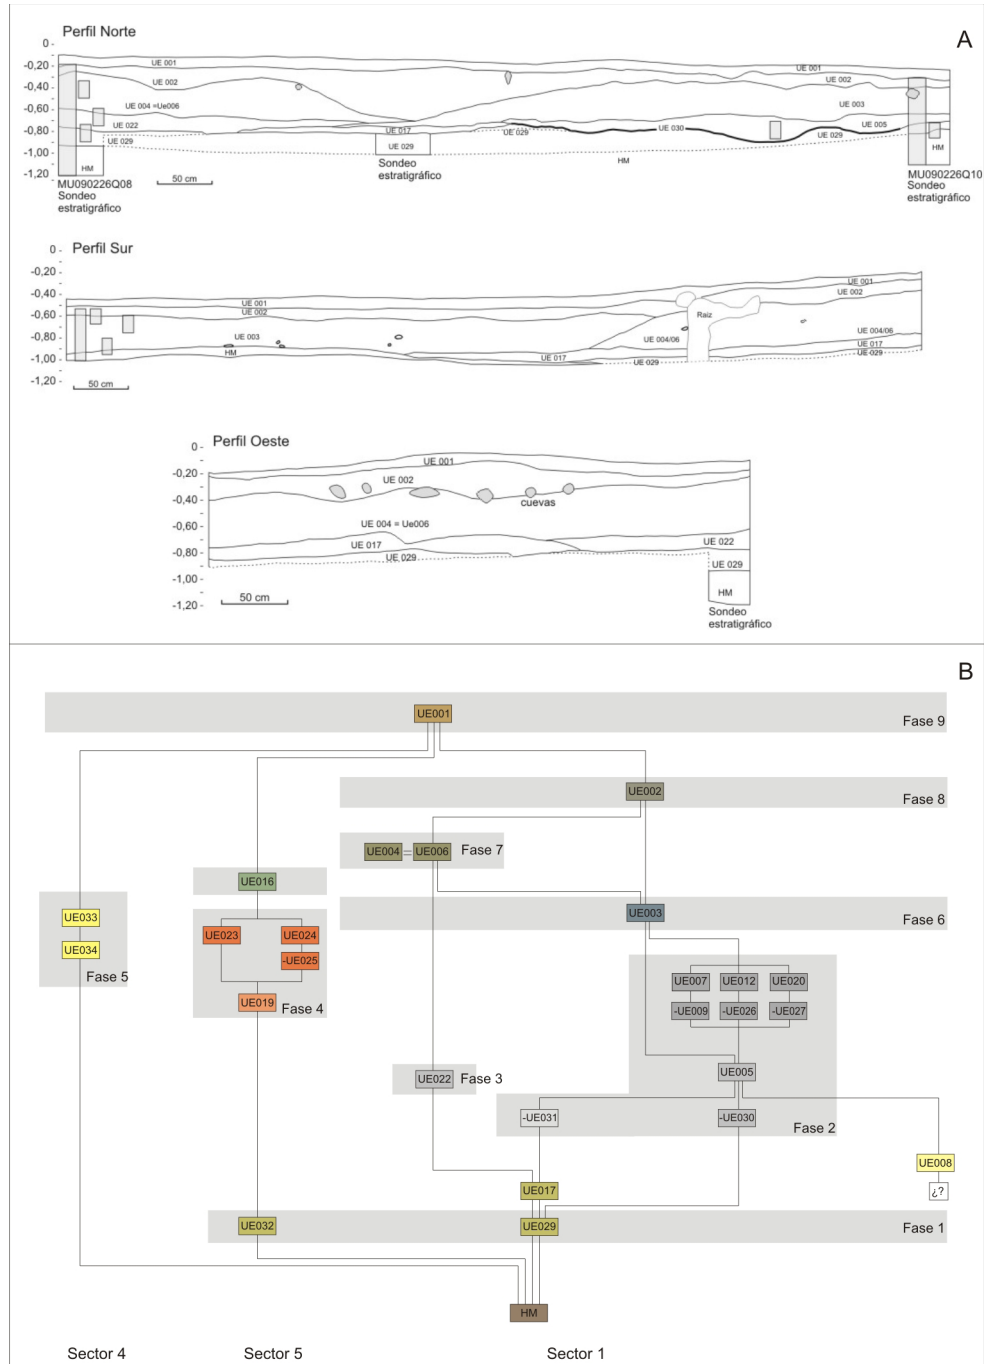 A
Perfil Norte
0 -
-0,20 -
-0,40 -
-0,60 -
-0,80 -
-1,00 -
-1,20 -
UE 001
UE 001
UE 002
UE 002
UE 004 =Ue006
UE 003
UE 022
UE 017
UE 029
UE 030
UE 005
UE 029
UE 029
HM
HM
HM
MU090226Q08
Sondeo
estratigráfico
50 cm
Sondeo
estratigráfico
MU090226Q10
Sondeo
estratigráfico
Perfil Sur
0 -
-0,20 -
-0,40 -
-0,60 -
-0,80 -
-1,00 -
-1,20 -
UE 001
UE 002
UE 001
UE 002
Raiz
UE 003
HM
UE 004/06
UE 004/06
UE 017
UE 017
UE 029
UE 029
50 cm
Perfil Oeste
0 -
-0,20 -
-0,40 -
-0,60 -
-0,80 -
-1,00 -
-1,20 -
UE 001
UE 002
cuevas
UE 004 = Ue006
UE 017
UE 022
UE 029
UE 029
HM
50 cm
Sondeo
estratigráfico
B
UE001
Fase 9
UE002
Fase 8
UE004 = UE006
Fase 7
UE016
UE003
Fase 6
UE033
UE034
Fase 5
UE023
UE024
-UE025
UE019
Fase 4
UE007
UE012
UE020
-UE009
-UE026
-UE027
UE005
UE022
Fase 3
-UE031
-UE030
Fase 2
UE008
¿?
UE017
UE032
UE029
Fase 1
HM
Sector 4
Sector 5
Sector 1